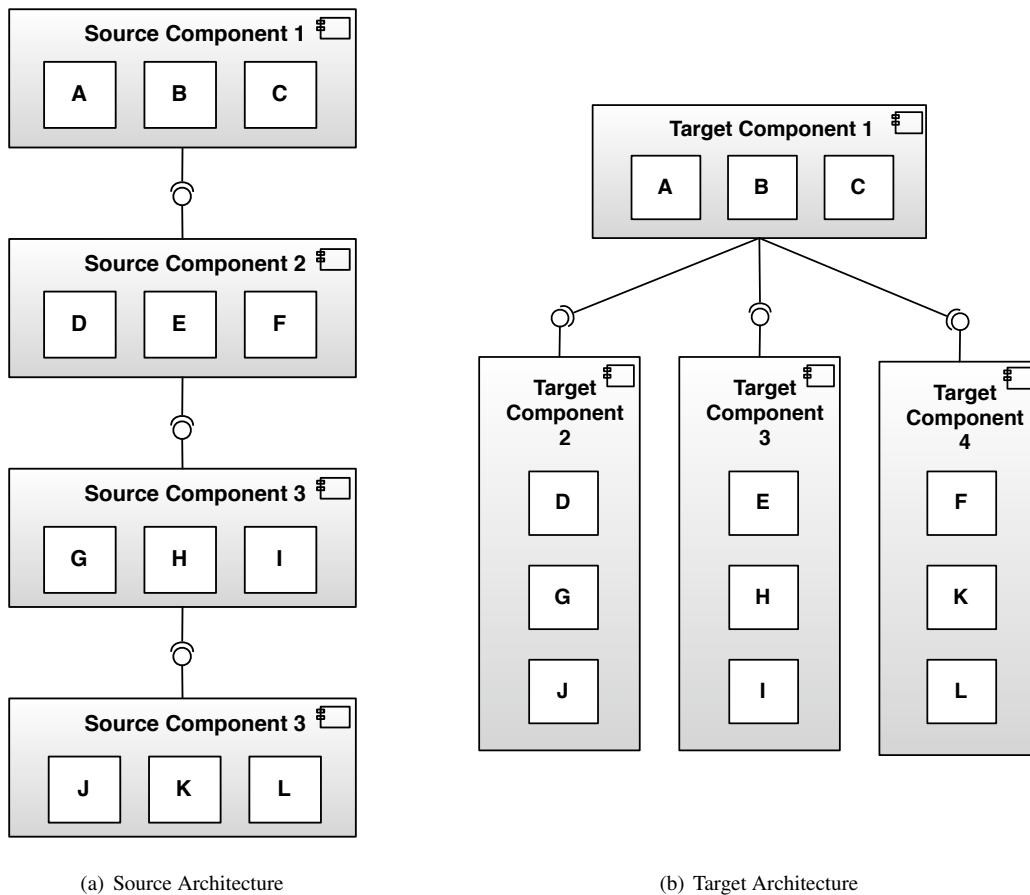 Source Component 1
A B C
Source Component 2
D E F
Source Component 3
G H I
Source Component 3
J K L
(a) Source Architecture
Target Component 1
A B C
Target
Component
2
D
G
J
Target
Component
3
E
H
I
Target
Component
4
F
K
L
(b) Target Architecture